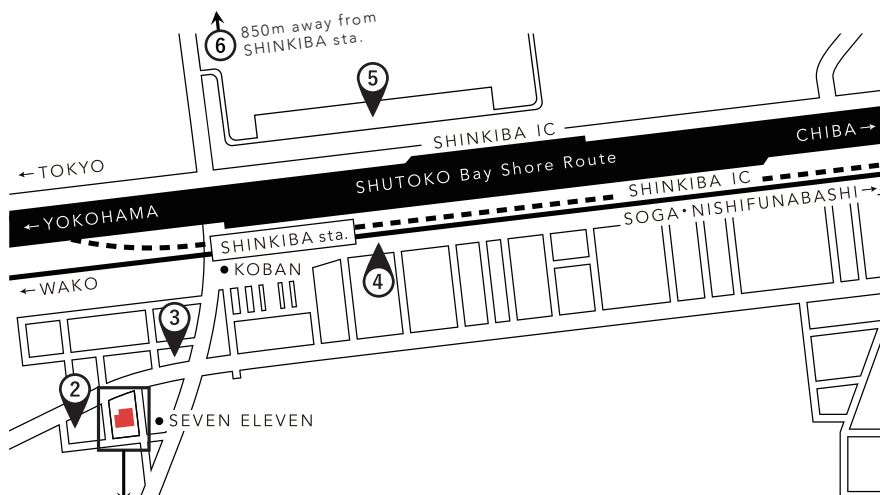 6
850m away from
SHINKIBA sta.
5
SHINKIBA IC
CHIBA→
←TOKYO
SHUTOKO Bay Shore Route
SHINKIBA IC
←YOKOHAMA
SOGA・NISHIFUNABASHI→
SHINKIBA sta.
KOBAN
4
←WAKO
3
2
SEVEN ELEVEN